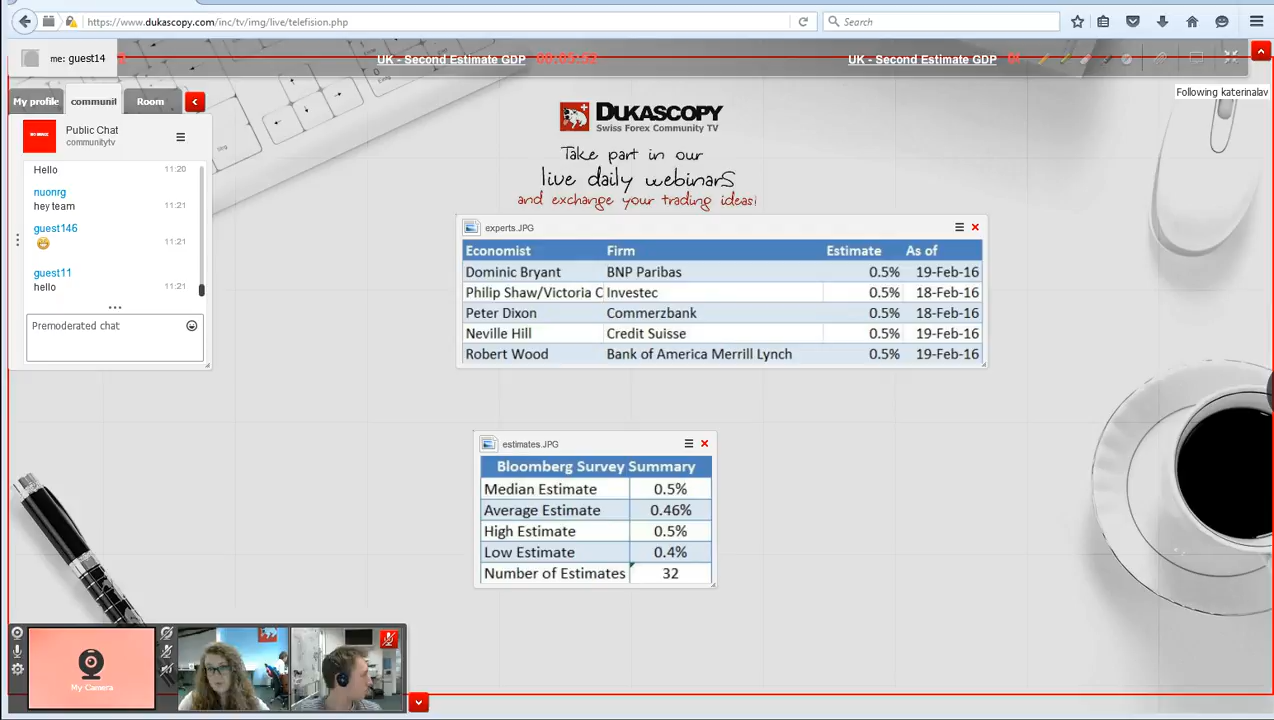 https://www.dukascopy.com/inc/tv/img/live/telefision.php
Search
me: guest14
UK - Second Estimate GDP
UK - Second Estimate GDP
Following katerinalav
My profile
communit
Room
Public Chat
communitytv
Hello 11:20
nuonrg
hey team 11:21
guest146
11:21
guest11
hello 11:21
Premoderated chat
DUKASCOPY
Swiss Forex Community TV
Take part in our
live daily webinars
and exchange your trading ideas!
experts.JPG
Economist Firm Estimate As of
Dominic Bryant BNP Paribas 0.5% 19-Feb-16
Philip Shaw/Victoria C Investec 0.5% 18-Feb-16
Peter Dixon Commerzbank 0.5% 18-Feb-16
Neville Hill Credit Suisse 0.5% 19-Feb-16
Robert Wood Bank of America Merrill Lynch 0.5% 19-Feb-16
estimates.JPG
Bloomberg Survey Summary
Median Estimate 0.5%
Average Estimate 0.46%
High Estimate 0.5%
Low Estimate 0.4%
Number of Estimates 32
My Camera